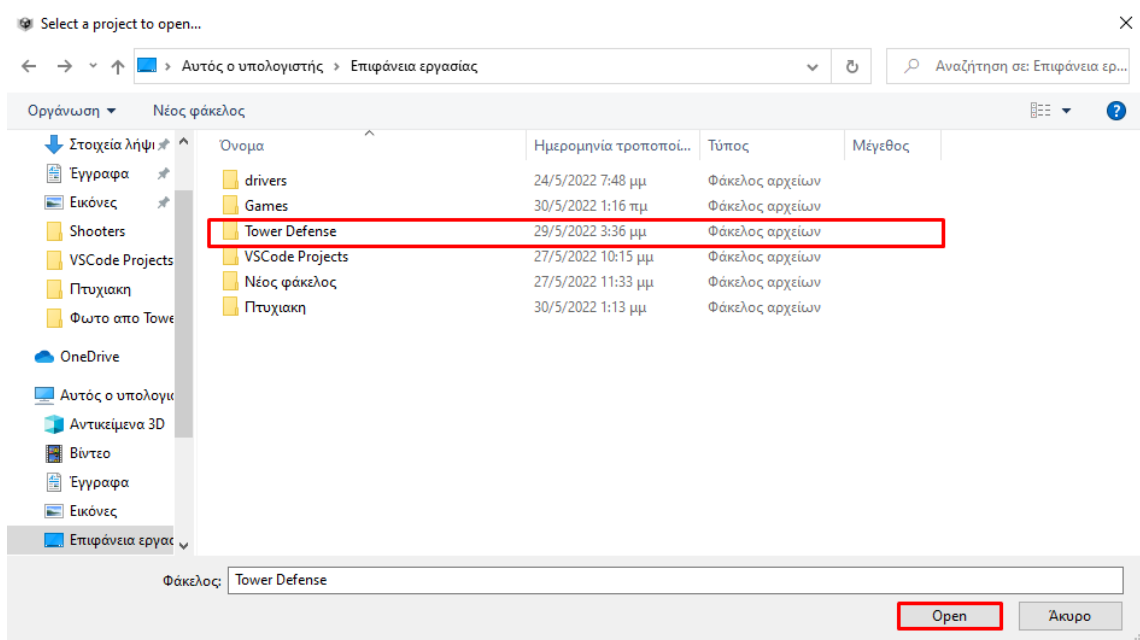 Select a project to open...
Αυτός ο υπολογιστής › Επιφάνεια εργασίας
Αναζήτηση σε: Επιφάνεια ερ...
Οργάνωση Νέος φάκελος
Στοιχεία λήψι
Έγγραφα
Εικόνες
Shooters
VSCode Projects
Πτυχιακη
Φωτο απο Towe
OneDrive
Αυτός ο υπολογισ
Αντικείμενα 3D
Βίντεο
Έγγραφα
Εικόνες
Επιφάνεια εργασ
Όνομα Ημερομηνία τροποποί... Τύπος Μέγεθος
drivers 24/5/2022 7:48 μμ Φάκελος αρχείων
Games 30/5/2022 1:16 πμ Φάκελος αρχείων
Tower Defense 29/5/2022 3:36 μμ Φάκελος αρχείων
VSCode Projects 27/5/2022 10:15 μμ Φάκελος αρχείων
Νέος φάκελος 27/5/2022 11:33 μμ Φάκελος αρχείων
Πτυχιακη 30/5/2022 1:13 μμ Φάκελος αρχείων
Φάκελος: Tower Defense
Open Άκυρο